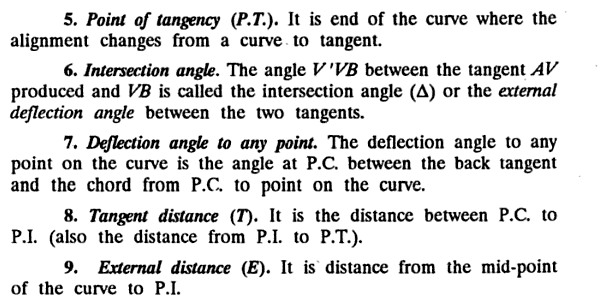 5. Point of tangency (P.T.). It is end of the curve where the
alignment changes from a curve to tangent.
6. Intersection angle. The angle V'VB between the tangent AV
produced and VB is called the intersection angle (Δ) or the external
deflection angle between the two tangents.
7. Deflection angle to any point. The deflection angle to any
point on the curve is the angle at P.C. between the back tangent
and the chord from P.C. to point on the curve.
8. Tangent distance (T). It is the distance between P.C. to
P.I. (also the distance from P.I. to P.T.).
9. External distance (E). It is distance from the mid-point
of the curve to P.I.